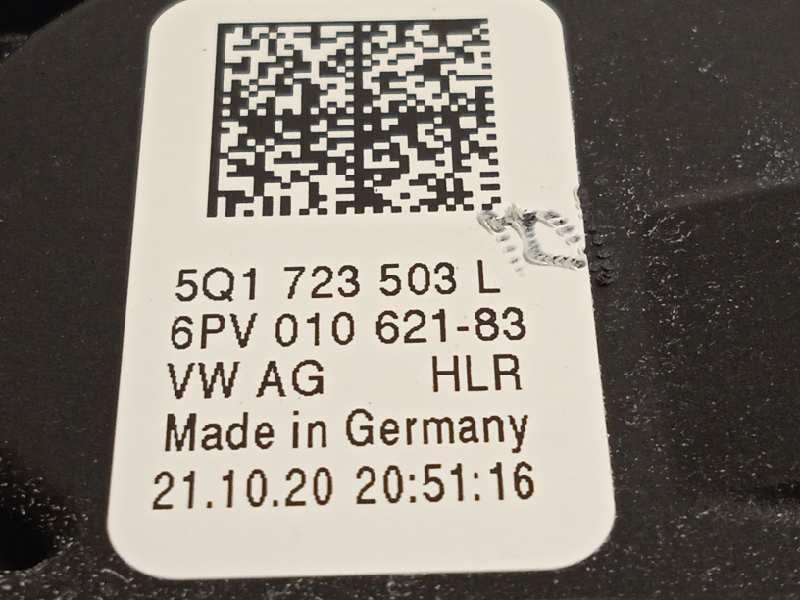 5Q1 723 503 L
6PV 010 621-83
VW AG HLR
Made in Germany
21.10.20 20:51:16